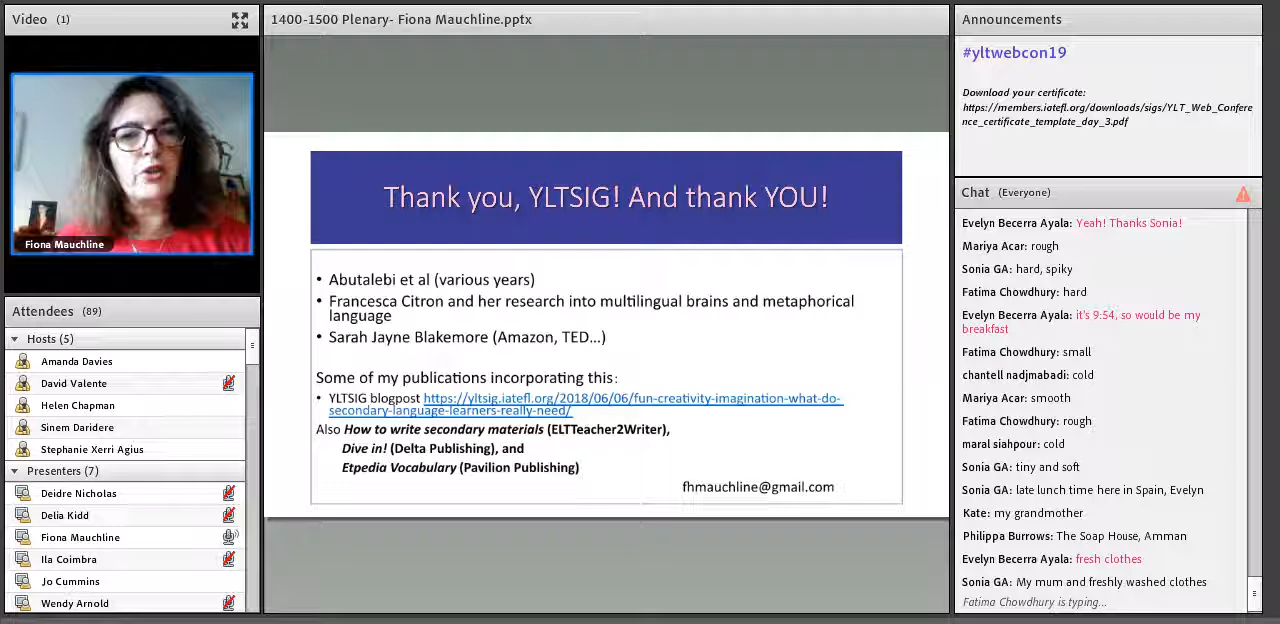 Video (1)
Fiona Mauchline
Attendees (89)
Hosts (5)
Amanda Davies
David Valente
Helen Chapman
Sinem Daridere
Stephanie Xerri Agius
Presenters (7)
Deidre Nicholas
Delia Kidd
Fiona Mauchline
Ila Coimbra
Jo Cummins
Wendy Arnold
1400-1500 Plenary- Fiona Mauchline.pptx
Thank you, YLTSIG! And thank YOU!
• Abutalebi et al (various years)
• Francesca Citron and her research into multilingual brains and metaphorical
language
• Sarah Jayne Blakemore (Amazon, TED...)
Some of my publications incorporating this:
• YLTSIG blogpost https://yltsig.iatefl.org/2018/06/06/fun-creativity-imagination-what-do-
secondary-language-learners-really-need/
Also How to write secondary materials (ELTTeacher2Writer),
Dive in! (Delta Publishing), and
Etpedia Vocabulary (Pavilion Publishing)
fhmauchline@gmail.com
Announcements
#yltwebcon19
Download your certificate:
https://members.iatefl.org/downloads/sigs/YLT_Web_Confere
nce_certificate_template_day_3.pdf
Chat (Everyone)
Evelyn Becerra Ayala: Yeah! Thanks Sonia!
Mariya Acar: rough
Sonia GA: hard, spiky
Fatima Chowdhury: hard
Evelyn Becerra Ayala: it's 9:54, so would be my
breakfast
Fatima Chowdhury: small
chantell nadjmabadi: cold
Mariya Acar: smooth
Fatima Chowdhury: rough
maral siahpour: cold
Sonia GA: tiny and soft
Sonia GA: late lunch time here in Spain, Evelyn
Kate: my grandmother
Philippa Burrows: The Soap House, Amman
Evelyn Becerra Ayala: fresh clothes
Sonia GA: My mum and freshly washed clothes
Fatima Chowdhury is typing...